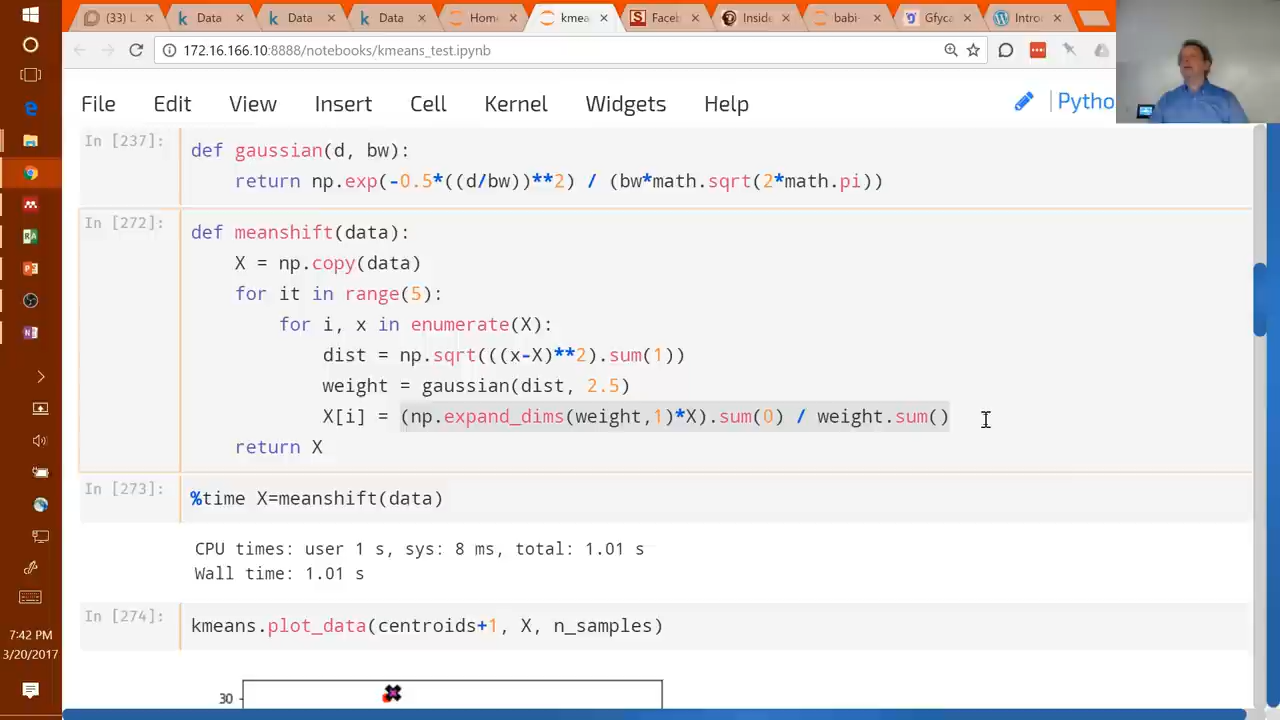 (33) L
Data
Data
Data
Home
kmea
Faceb
Inside
babi-
Gfyca
Intro
172.16.166.10:8888/notebooks/kmeans_test.ipynb
File Edit View Insert Cell Kernel Widgets Help
Pytho
In [237]:
def gaussian(d, bw):
return np.exp(-0.5*((d/bw))**2) / (bw*math.sqrt(2*math.pi))
In [272]:
def meanshift(data):
X = np.copy(data)
for it in range(5):
for i, x in enumerate(X):
dist = np.sqrt(((x-X)**2).sum(1))
weight = gaussian(dist, 2.5)
X[i] = (np.expand_dims(weight,1)*X).sum(0) / weight.sum()
return X
In [273]:
%time X=meanshift(data)
CPU times: user 1 s, sys: 8 ms, total: 1.01 s
Wall time: 1.01 s
In [274]:
kmeans.plot_data(centroids+1, X, n_samples)
30
7:42 PM
3/20/2017